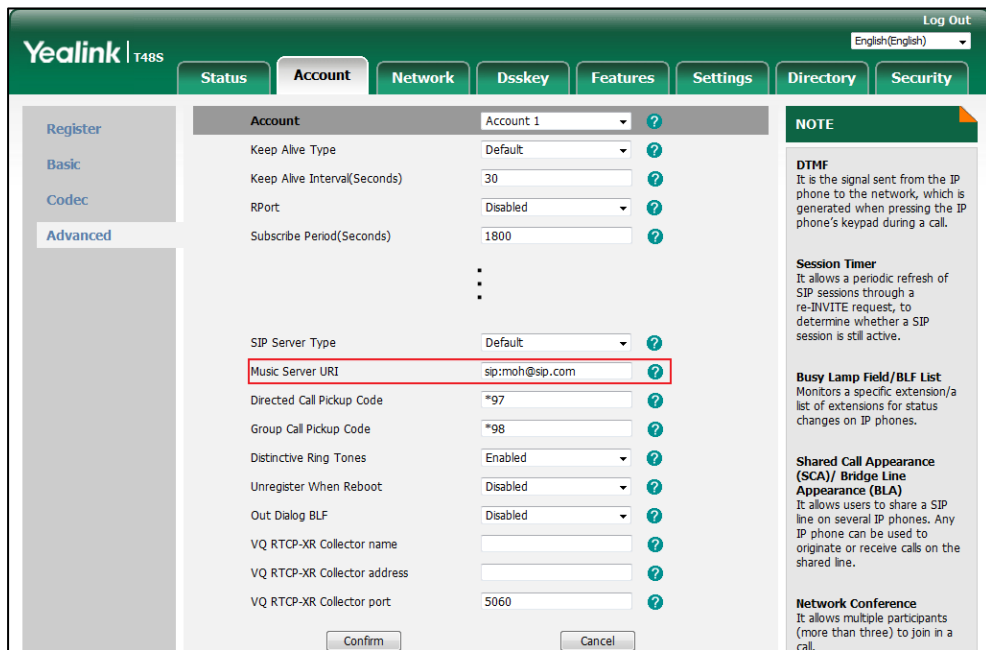 Log Out
Yealink T48S
English(English)
Status Account Network Dsskey Features Settings Directory Security
Register
Basic
Codec
Advanced
Account Account 1 ?
Keep Alive Type Default ?
Keep Alive Interval(Seconds) 30 ?
RPort Disabled ?
Subscribe Period(Seconds) 1800 ?
SIP Server Type Default ?
Music Server URI sip:moh@sip.com ?
Directed Call Pickup Code *97 ?
Group Call Pickup Code *98 ?
Distinctive Ring Tones Enabled ?
Unregister When Reboot Disabled ?
Out Dialog BLF Disabled ?
VQ RTCP-XR Collector name ?
VQ RTCP-XR Collector address ?
VQ RTCP-XR Collector port 5060 ?
Confirm Cancel
NOTE
DTMF
It is the signal sent from the IP
phone to the network, which is
generated when pressing the IP
phone's keypad during a call.
Session Timer
It allows a periodic refresh of
SIP sessions through a
re-INVITE request, to
determine whether a SIP
session is still active.
Busy Lamp Field/BLF List
Monitors a specific extension/a
list of extensions for status
changes on IP phones.
Shared Call Appearance
(SCA)/ Bridge Line
Appearance (BLA)
It allows users to share a SIP
line on several IP phones. Any
IP phone can be used to
originate or receive calls on the
shared line.
Network Conference
It allows multiple participants
(more than three) to join in a
call.